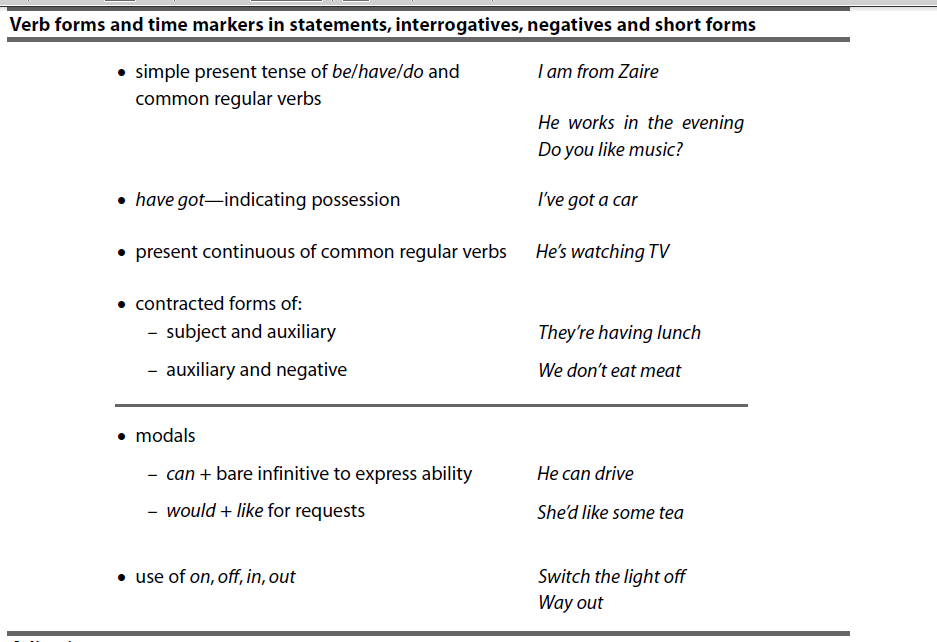 Verb forms and time markers in statements, interrogatives, negatives and short forms
• simple present tense of be/have/do and I am from Zaire
common regular verbs
He works in the evening
Do you like music?
• have got—indicating possession I’ve got a car
• present continuous of common regular verbs He’s watching TV
• contracted forms of:
– subject and auxiliary They’re having lunch
– auxiliary and negative We don’t eat meat
• modals
– can + bare infinitive to express ability He can drive
– would + like for requests She’d like some tea
• use of on, off, in, out Switch the light off
Way out